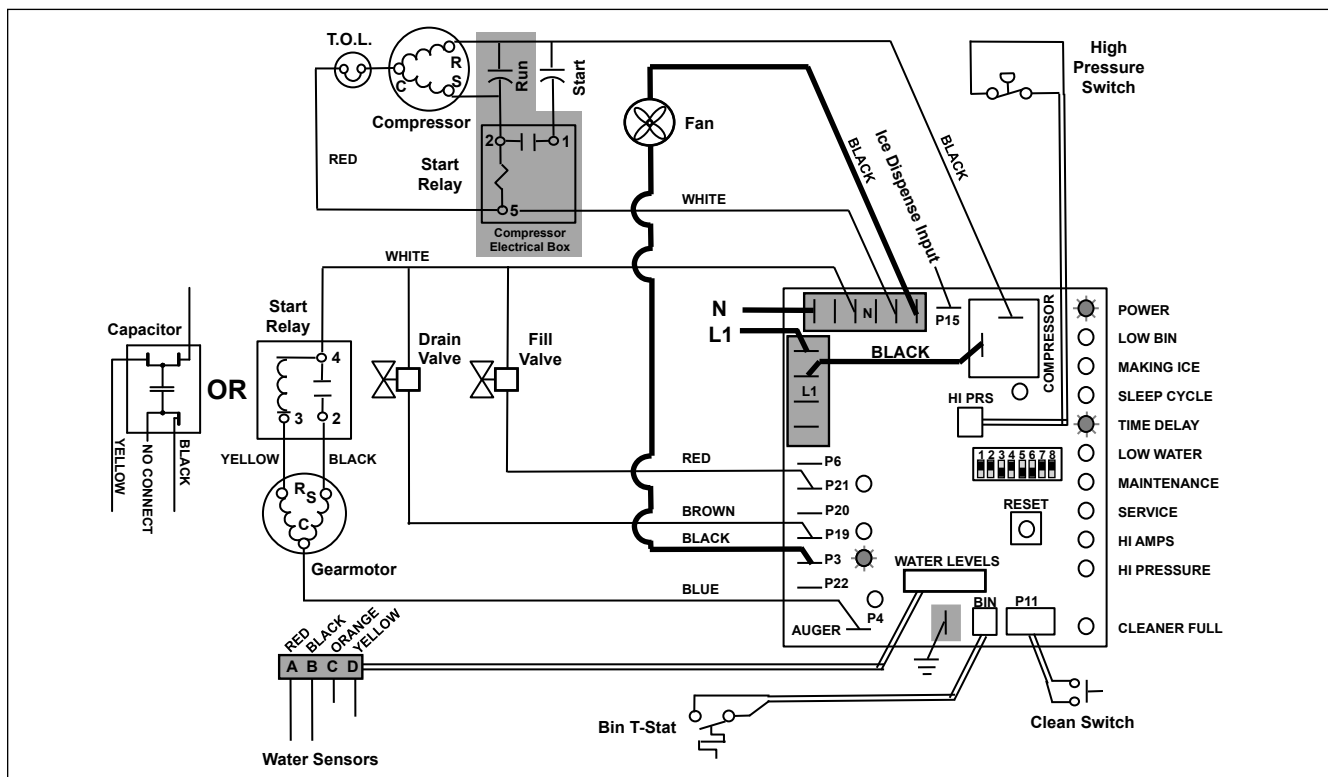 T.O.L.
R
S
C
Compressor
Run
Start
RED
2
1
Start
Relay
5
Compressor
Electrical Box
Fan
BLACK
Ice Dispense Input
BLACK
High
Pressure
Switch
WHITE
WHITE
Capacitor
YELLOW
NO CONNECT
BLACK
OR
Start
Relay
4
3
2
YELLOW
BLACK
R
S
C
Gearmotor
Drain
Valve
Fill
Valve
N
L1
N
P15
COMPRESSOR
BLACK
L1
HI PRS
1 2 3 4 5 6 7 8
RESET
RED
BROWN
BLACK
BLUE
P6
P21
P20
P19
P3
P22
P4
AUGER
WATER LEVELS
BIN
P11
POWER
LOW BIN
MAKING ICE
SLEEP CYCLE
TIME DELAY
LOW WATER
MAINTENANCE
SERVICE
HI AMPS
HI PRESSURE
CLEANER FULL
RED
BLACK
ORANGE
YELLOW
A B C D
Water Sensors
Bin T-Stat
Clean Switch